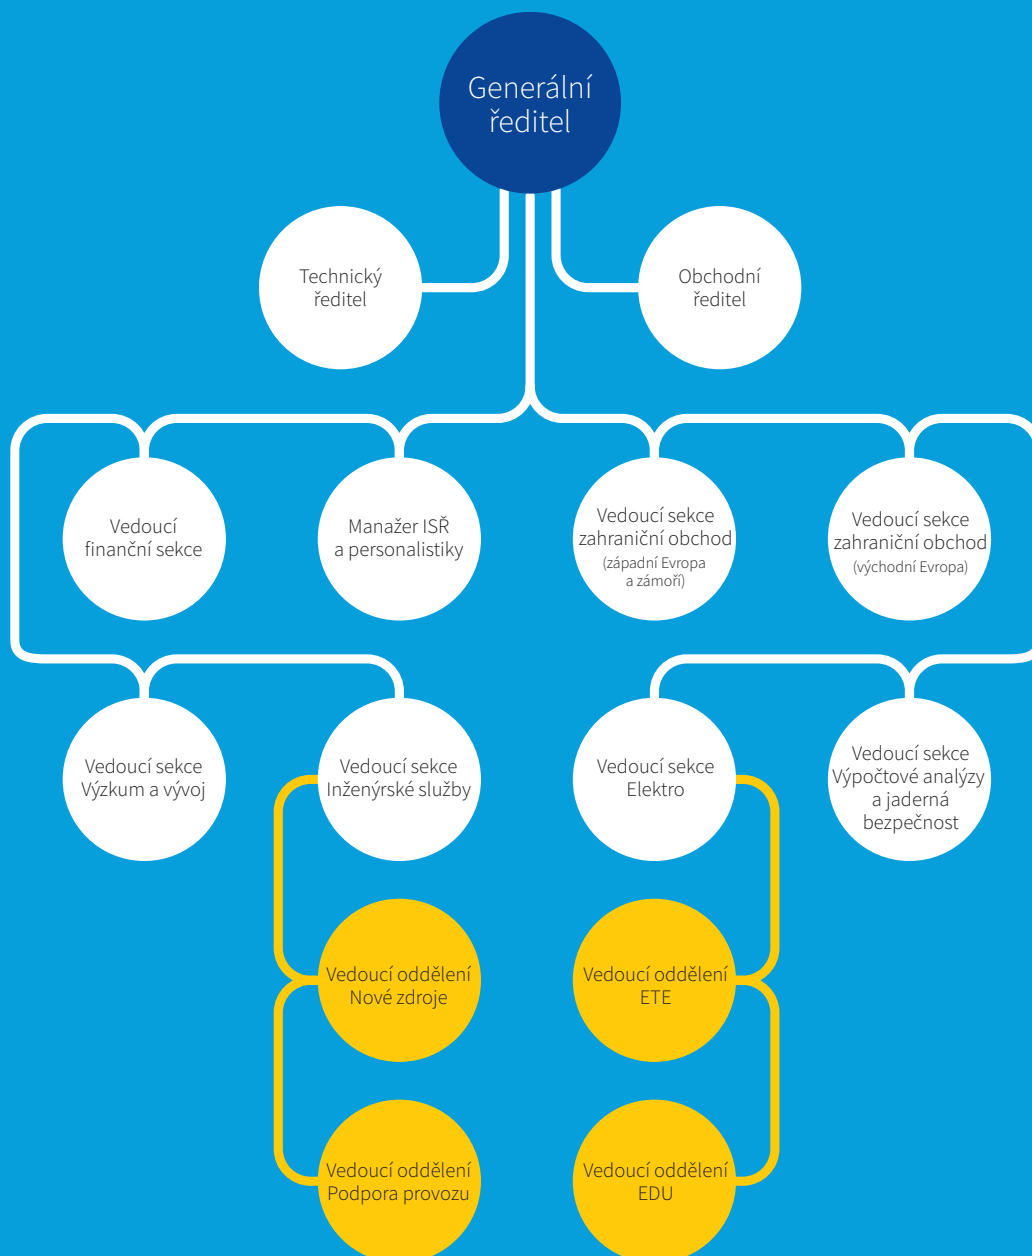 Generální
ředitel
Technický
ředitel
Obchodní
ředitel
Vedoucí
finanční sekce
Manažer ISŘ
a personalistiky
Vedoucí sekce
zahraniční obchod
(západní Evropa
a zámoří)
Vedoucí sekce
zahraniční obchod
(východní Evropa)
Vedoucí sekce
Výzkum a vývoj
Vedoucí sekce
Inženýrské služby
Vedoucí sekce
Elektro
Vedoucí sekce
Výpočtové analýzy
a jaderná
bezpečnost
Vedoucí oddělení
Nové zdroje
Vedoucí oddělení
ETE
Vedoucí oddělení
Podpora provozu
Vedoucí oddělení
EDU